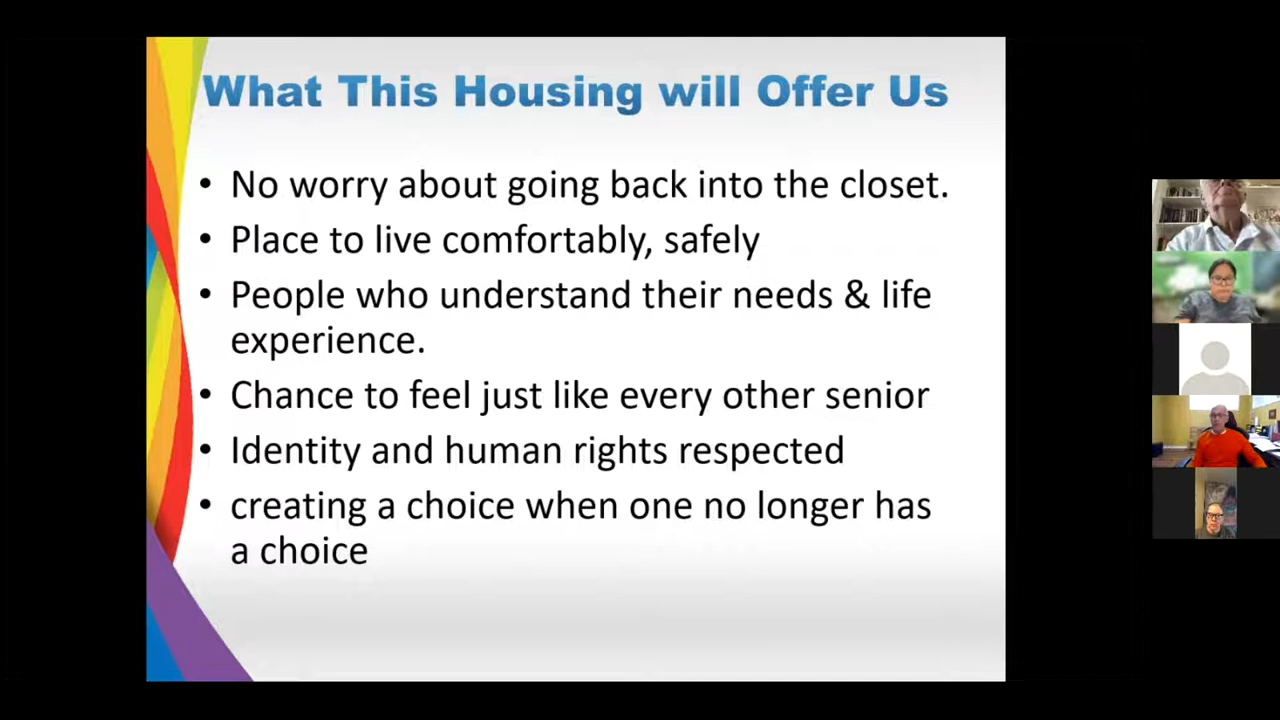 What This Housing will Offer Us
• No worry about going back into the closet.
• Place to live comfortably, safely
• People who understand their needs & life
experience.
• Chance to feel just like every other senior
• Identity and human rights respected
• creating a choice when one no longer has
a choice